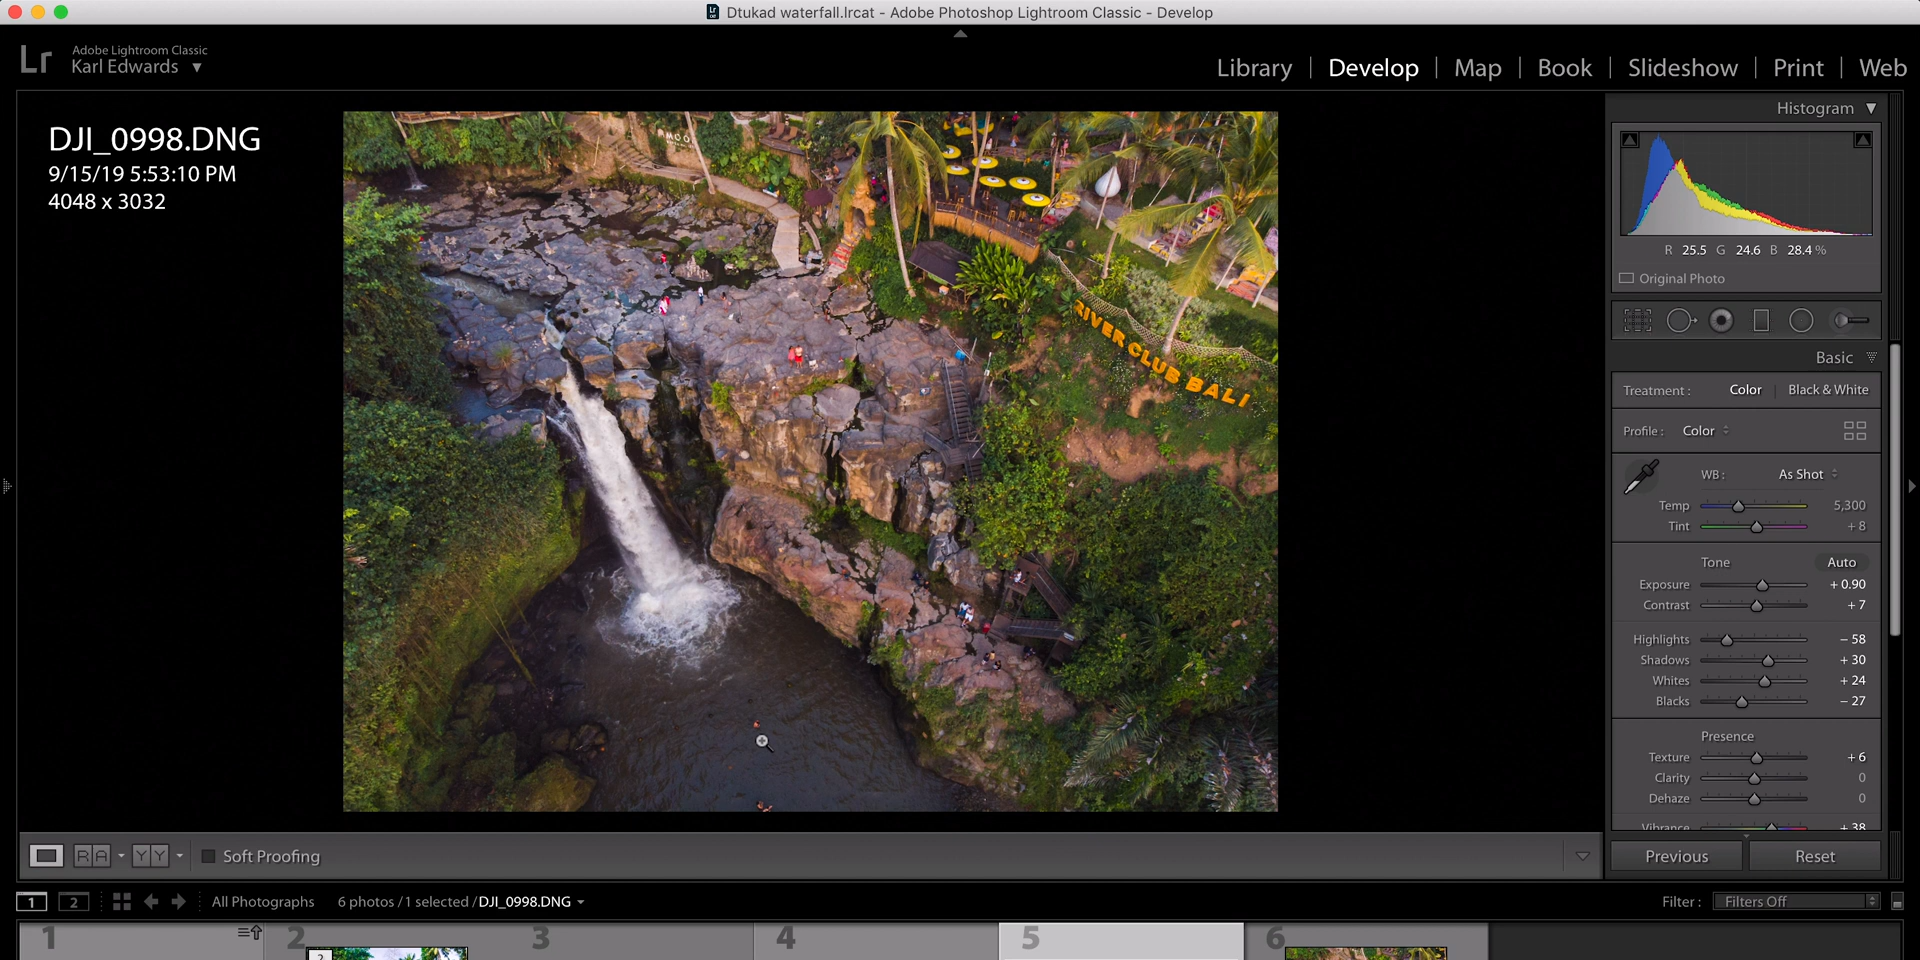 Dtukad waterfall.lrcat - Adobe Photoshop Lightroom Classic - Develop
Lr
Adobe Lightroom Classic
Karl Edwards
Library | Develop | Map | Book | Slideshow | Print | Web
DJI_0998.DNG
9/15/19 5:53:10 PM
4048 x 3032
RIVER CLUB BALI
Histogram
R 25.5 G 24.6 B 28.4 %
Original Photo
Basic
Treatment : Color Black & White
Profile : Color
WB : As Shot
Temp 5,300
Tint + 8
Tone Auto
Exposure + 0.90
Contrast + 7
Highlights − 58
Shadows + 30
Whites + 24
Blacks − 27
Presence
Texture + 6
Clarity 0
Dehaze 0
Vibrance + 38
Previous Reset
R A Y Y Soft Proofing
1 2 All Photographs 6 photos / 1 selected / DJI_0998.DNG
Filter : Filters Off
1 2 3 4 5 6
2